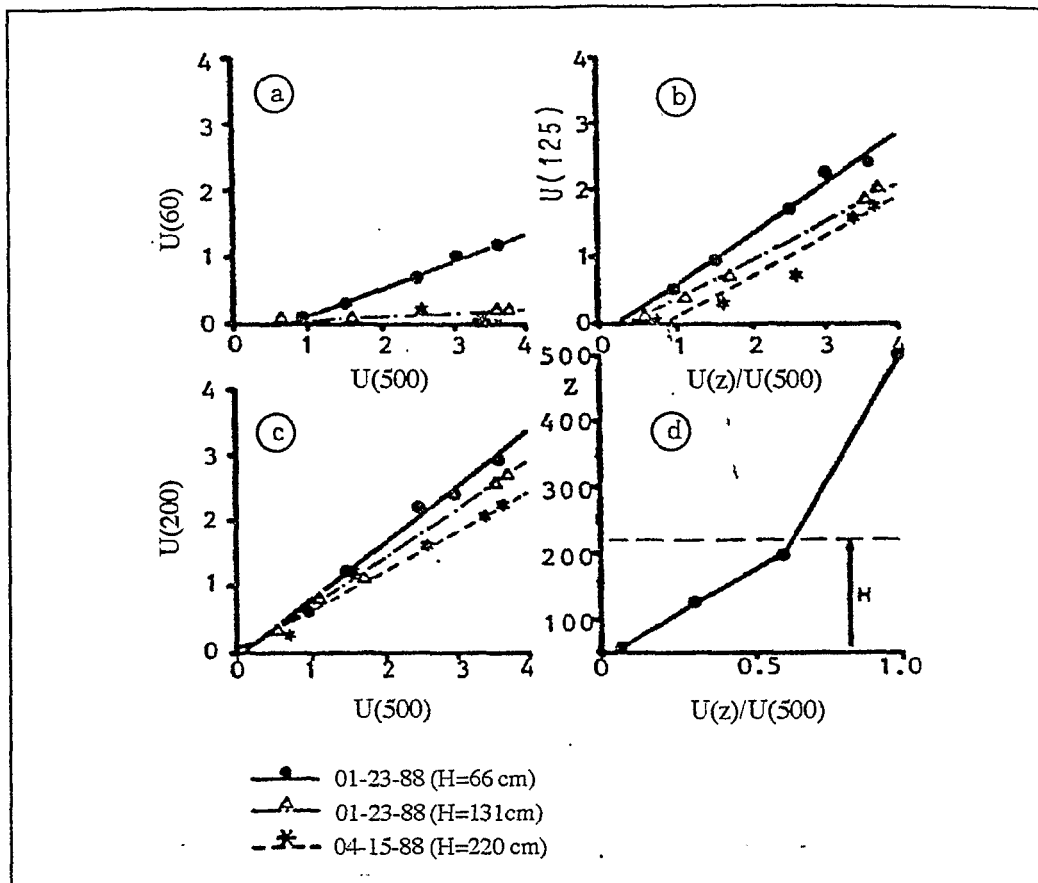 a
4
3
2
1
0
U(60)
0 1 2 3 4
U(500)
b
4
3
2
1
0
U(125)
1 2 3 4
U(z)/U(500)
c
4
3
2
1
0
U(200)
0 1 2 3 4
U(500)
d
500
Z
400
300
200
100
H
0 0.5 1.0
U(z)/U(500)
01-23-88 (H=66 cm)
01-23-88 (H=131cm)
04-15-88 (H=220 cm)